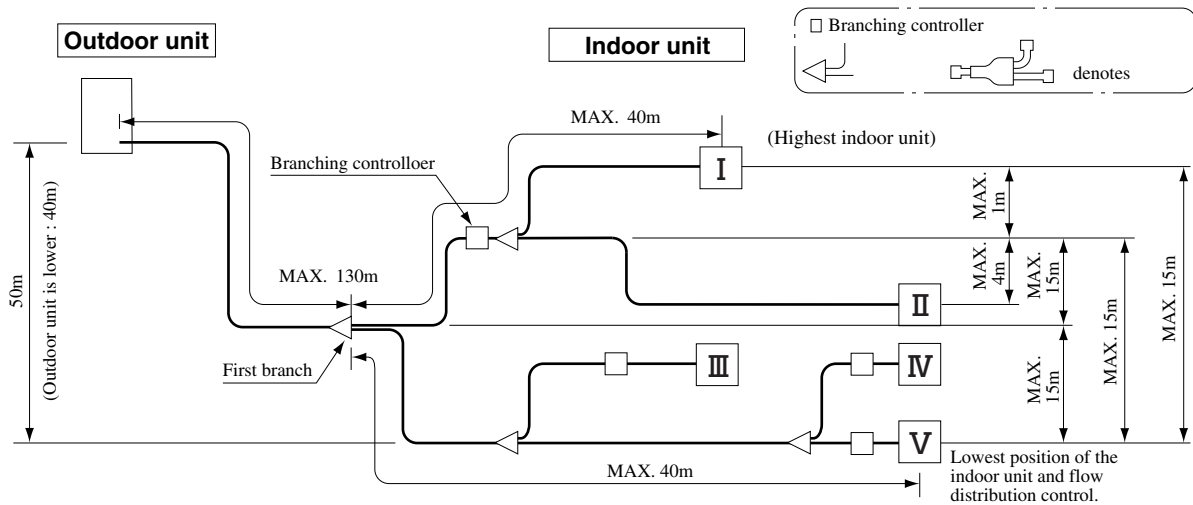 Outdoor unit
Indoor unit
□ Branching controller
denotes
MAX. 40m
(Highest indoor unit)
Branching controlloer
I
MAX.
1m
MAX. 130m
MAX.
4m
MAX.
15m
MAX. 15m
MAX. 15m
50m
(Outdoor unit is lower : 40m)
II
First branch
III
IV
MAX.
15m
V
MAX. 40m
Lowest position of the
indoor unit and flow
distribution control.